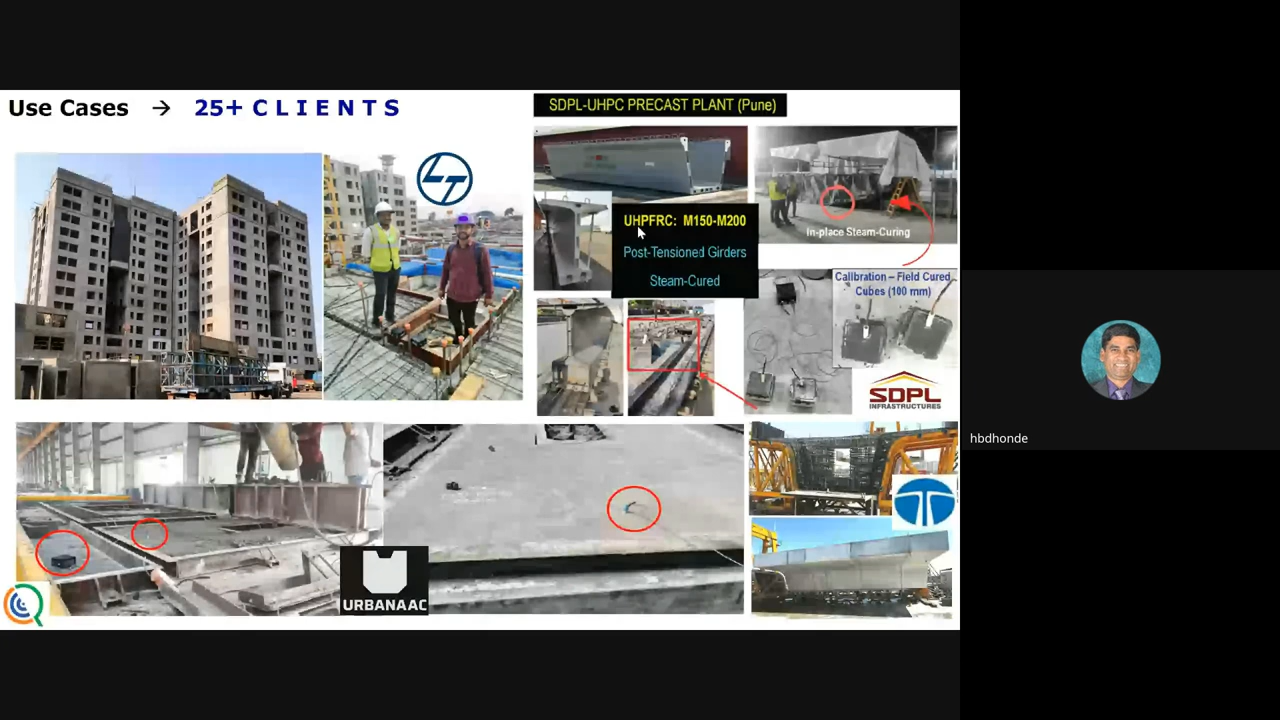 Use Cases → 25+ C L I E N T S
SDPL-UHPC PRECAST PLANT (Pune)
UHPFRC: M150-M200
Post-Tensioned Girders
Steam-Cured
In-place Steam-Curing
Calibration – Field Cured
Cubes (100 mm)
SDPL
INFRASTRUCTURES
URBANAAC
hbdhonde